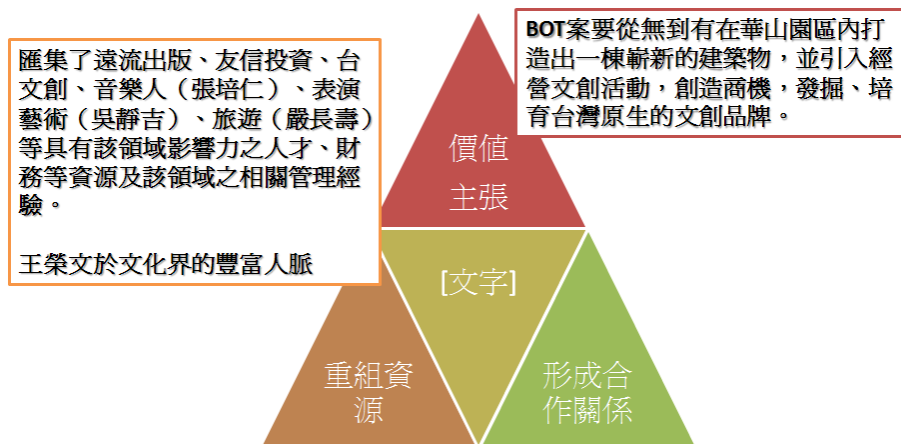 匯集了遠流出版、友信投資、台
文創、音樂人（張培仁）、表演
藝術（吳靜吉）、旅遊（嚴長壽）
等具有該領域影響力之人才、財
務等資源及該領域之相關管理經
驗。
王榮文於文化界的豐富人脈
BOT案要從無到有在華山園區內打
造出一棟嶄新的建築物，並引入經
營文創活動，創造商機，發掘、培
育台灣原生的文創品牌。
價值
主張
[文字]
重組資
源
形成合
作關係